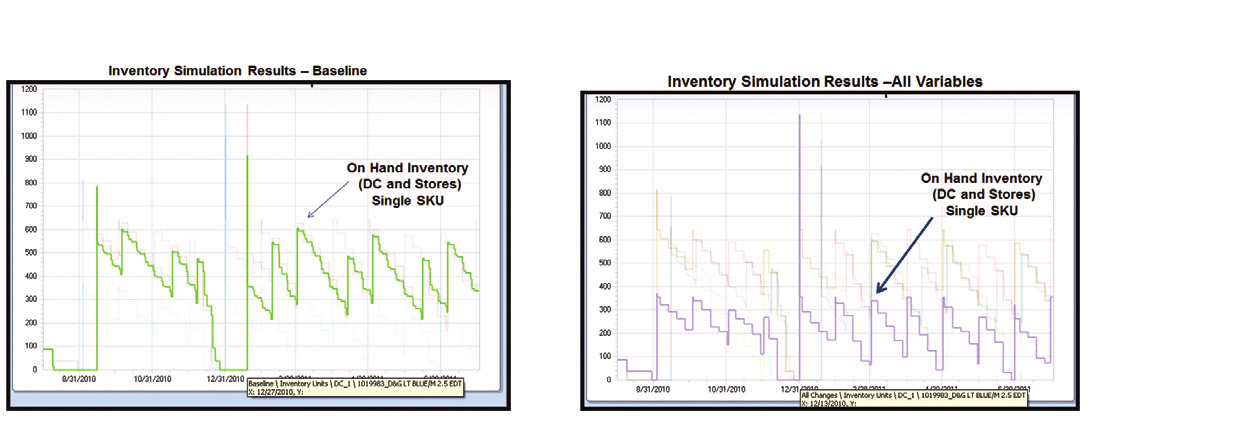 Inventory Simulation Results – Baseline
1200
1100
1000
900
800
700
600
500
400
300
200
100
0
On Hand Inventory
(DC and Stores)
Single SKU
8/31/2010
10/31/2010
12/31/2010
Baseline \ Inventory Units \ DC_1 \ 1019983_D&G LT BLUE/M 2.5 EDT
X: 12/27/2010, Y:
Inventory Simulation Results –All Variables
1200
1100
1000
900
800
700
600
500
400
300
200
100
0
On Hand Inventory
(DC and Stores)
Single SKU
8/31/2010
10/31/2010
12/31/2010
All Changes \ Inventory Units \ DC_1 \ 1019983_D&G LT BLUE/M 2.5 EDT
X: 12/13/2010, Y: